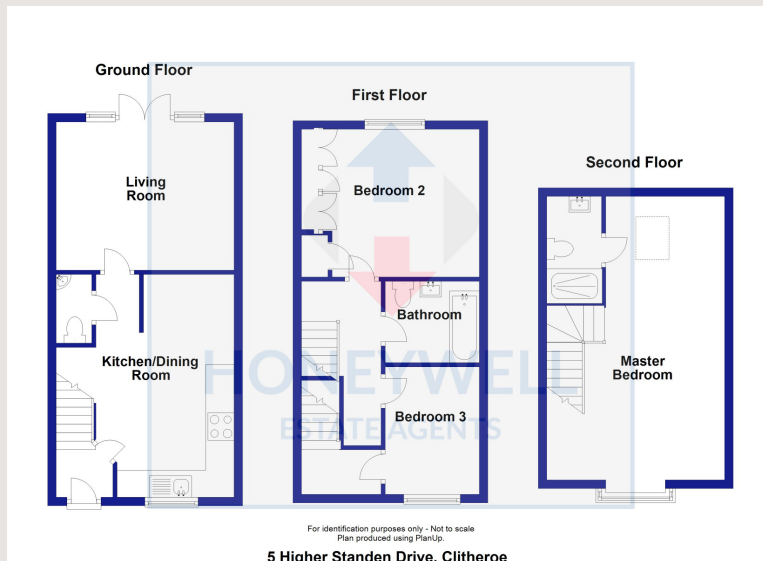 Ground Floor
First Floor
Second Floor
Living
Room
Bedroom 2
Bathroom
Kitchen/Dining
Room
Master
Bedroom
HONEYWELL
Bedroom 3
ESTATE AGENTS
For identification purposes only - Not to scale
Plan produced using PlanUp.
5 Higher Standen Drive, Clitheroe